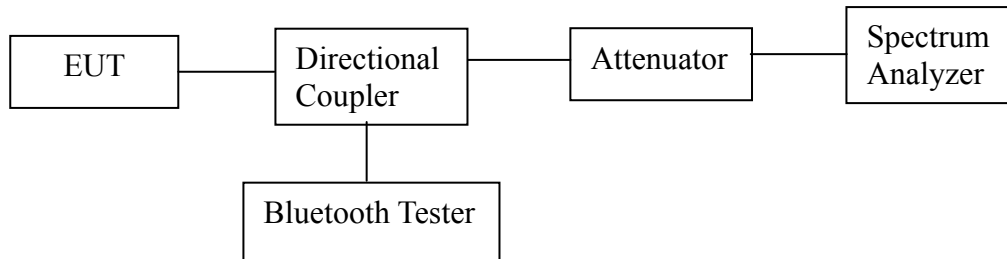 EUT
Directional
Coupler
Attenuator
Spectrum
Analyzer
Bluetooth Tester